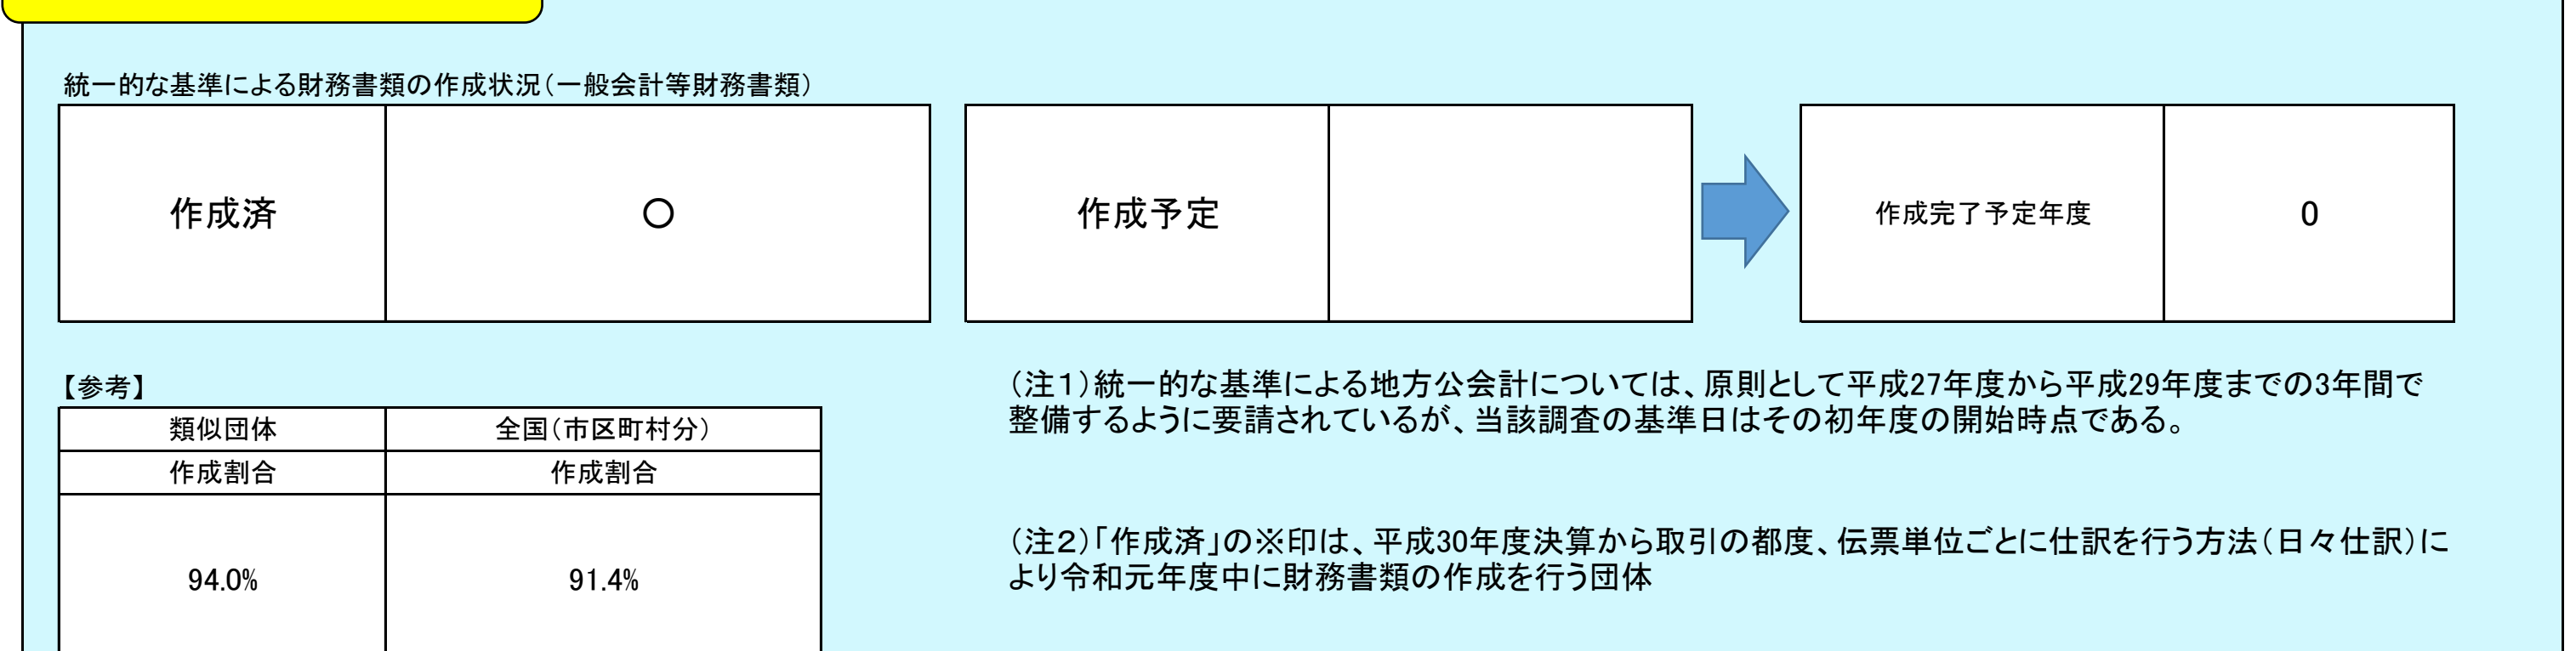 統一的な基準による財務書類の作成状況（一般会計等財務書類）
作成済
○
作成予定
作成完了予定年度
0
【参考】
類似団体
全国（市区町村分）
作成割合
作成割合
94.0%
91.4%
（注１）統一的な基準による地方公会計については、原則として平成27年度から平成29年度までの3年間で
整備するように要請されているが、当該調査の基準日はその初年度の開始時点である。
（注２）「作成済」の※印は、平成30年度決算から取引の都度、伝票単位ごとに仕訳を行う方法（日々仕訳）に
より令和元年度中に財務書類の作成を行う団体